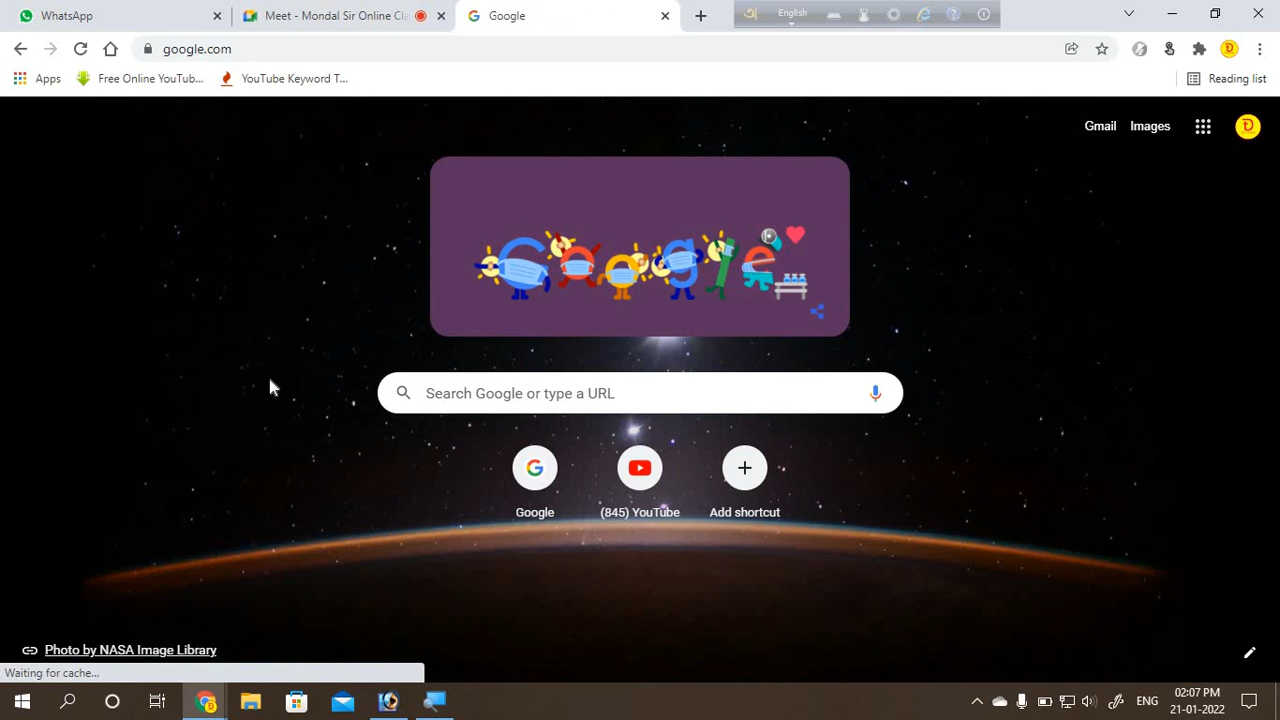 WhatsApp
Meet - Mondal Sir Online Cla
Google
English
google.com
Apps
Free Online YouTub...
YouTube Keyword T...
Reading list
Gmail
Images
Google
Search Google or type a URL
Google
(845) YouTube
Add shortcut
Photo by NASA Image Library
Waiting for cache...
ENG
02:07 PM
21-01-2022